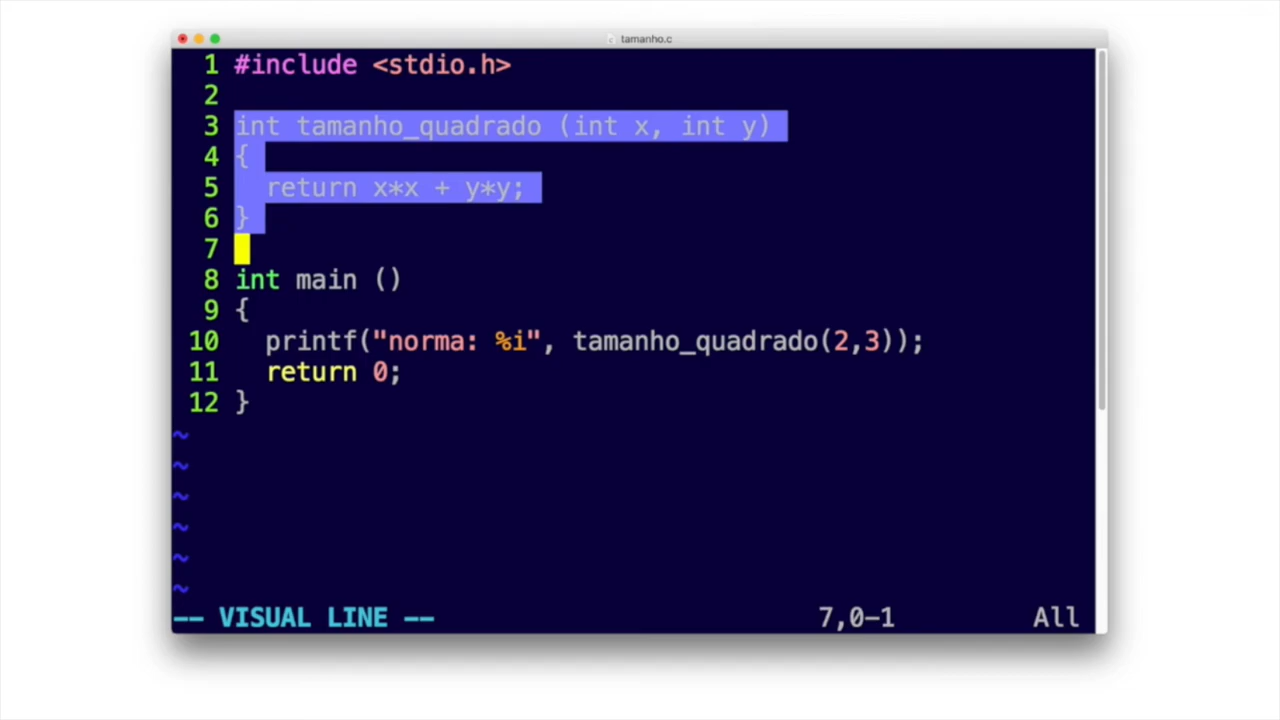 tamanho.c
1 #include <stdio.h>
2
3 int tamanho_quadrado (int x, int y)
4 {
5   return x*x + y*y;
6 }
7
8 int main ()
9 {
10   printf("norma: %i", tamanho_quadrado(2,3));
11   return 0;
12 }
~
~
~
~
~
~
-- VISUAL LINE -- 7,0-1 All